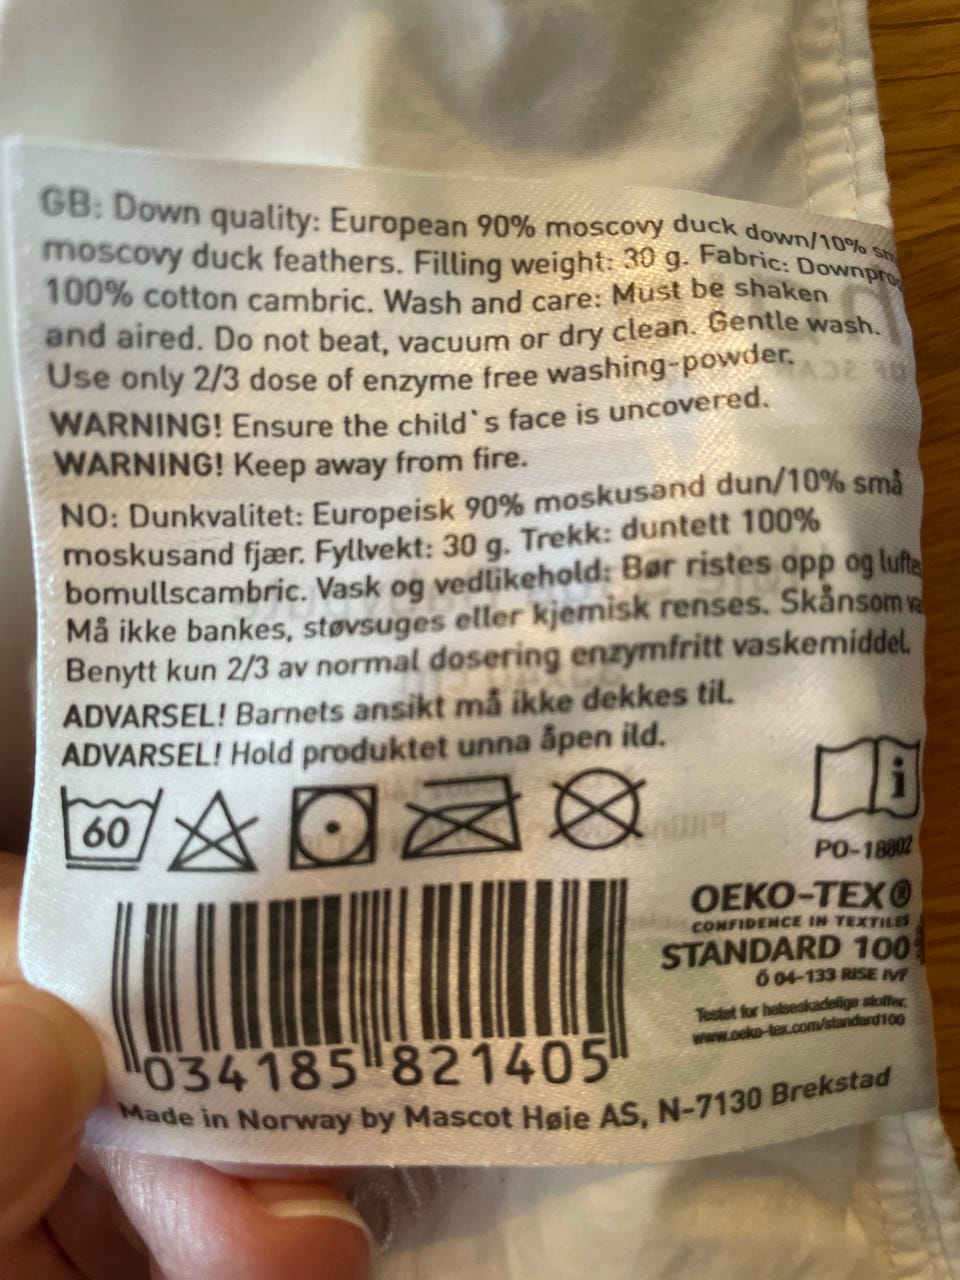 GB: Down quality: European 90% moscovy duck down/10%
moscovy duck feathers. Filling weight: 30 g. Fabric:
100% cotton cambric. Wash and care: Must be shaken
and aired. Do not beat, vacuum or dry clean. Gentle wash.
Use only 2/3 dose of enzyme free washing-powder.
WARNING! Ensure the child`s face is uncovered.
WARNING! Keep away from fire.
NO: Dunkvalitet: Europeisk 90% moskusand dun/10% små
moskusand fjær. Fyllvekt: 30 g. Trekk: duntett 100%
bomullscambric. Vask og vedlikehold: Bør ristes opp og
Må ikke bankes, støvsuges eller kjemisk renses. Skånsom
Benytt kun 2/3 av normal dosering enzymfritt vaskemiddel.
ADVARSEL! Barnets ansikt må ikke dekkes til.
ADVARSEL! Hold produktet unna åpen ild.
60
i
PO-18802
OEKO-TEX®
CONFIDENCE IN TEXTILES
STANDARD 100
Ö 04-133 RISE IVF
Testet for helseskadelige stoffer.
www.oeko-tex.com/standard100
034185 821405
Made in Norway by Mascot Høie AS, N-7130 Brekstad